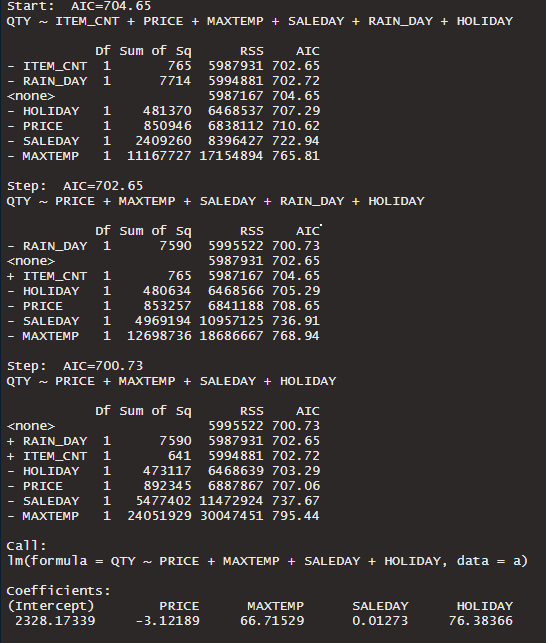 Start:  AIC=704.65
QTY ~ ITEM_CNT + PRICE + MAXTEMP + SALEDAY + RAIN_DAY + HOLIDAY
Df Sum of Sq RSS AIC
- ITEM_CNT 1 765 5987931 702.65
- RAIN_DAY 1 7714 5994881 702.72
<none> 5987167 704.65
- HOLIDAY 1 481370 6468537 707.29
- PRICE 1 850946 6838112 710.62
- SALEDAY 1 2409260 8396427 722.94
- MAXTEMP 1 11167727 17154894 765.81
Step:  AIC=702.65
QTY ~ PRICE + MAXTEMP + SALEDAY + RAIN_DAY + HOLIDAY
Df Sum of Sq RSS AIC
- RAIN_DAY 1 7590 5995522 700.73
<none> 5987931 702.65
+ ITEM_CNT 1 765 5987167 704.65
- HOLIDAY 1 480634 6468566 705.29
- PRICE 1 853257 6841188 708.65
- SALEDAY 1 4969194 10957125 736.91
- MAXTEMP 1 12698736 18686667 768.94
Step:  AIC=700.73
QTY ~ PRICE + MAXTEMP + SALEDAY + HOLIDAY
Df Sum of Sq RSS AIC
<none> 5995522 700.73
+ RAIN_DAY 1 7590 5987931 702.65
+ ITEM_CNT 1 641 5994881 702.72
- HOLIDAY 1 473117 6468639 703.29
- PRICE 1 892345 6887867 707.06
- SALEDAY 1 5477402 11472924 737.67
- MAXTEMP 1 24051929 30047451 795.44
Call:
lm(formula = QTY ~ PRICE + MAXTEMP + SALEDAY + HOLIDAY, data = a)
Coefficients:
(Intercept) PRICE MAXTEMP SALEDAY HOLIDAY
2328.17339 -3.12189 66.71529 0.01273 76.38366